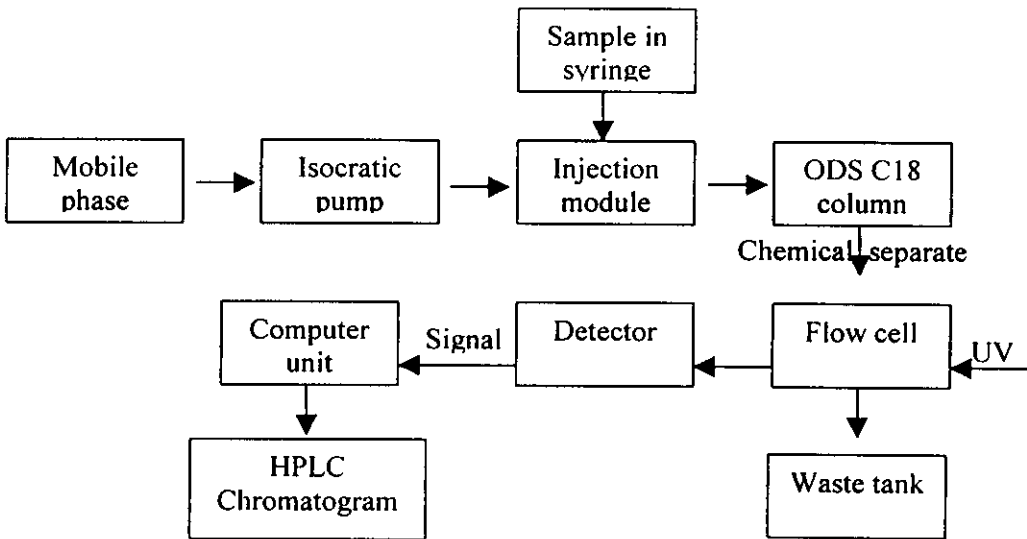 Sample in
syringe
Mobile
phase
Isocratic
pump
Injection
module
ODS C18
column
Chemical separate
Computer
unit
Signal
Detector
Flow cell
UV
HPLC
Chromatogram
Waste tank